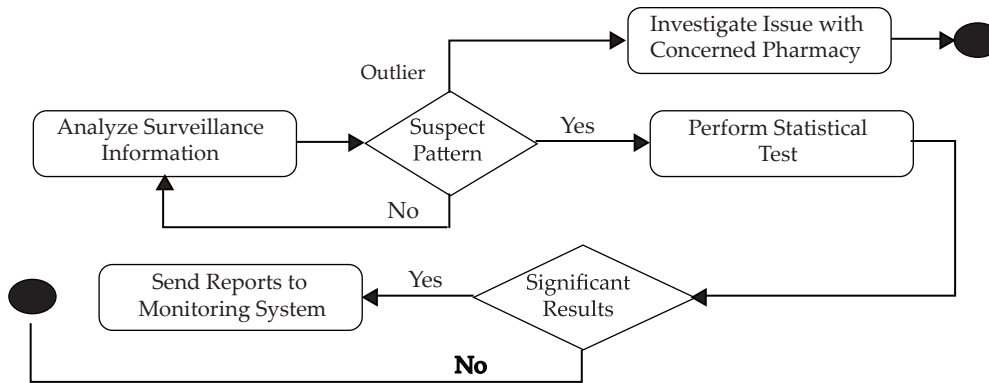 Investigate Issue with
Concerned Pharmacy
Outlier
Analyze Surveillance
Information
Suspect
Pattern
Yes
Perform Statistical
Test
No
Send Reports to
Monitoring System
Yes
Significant
Results
No